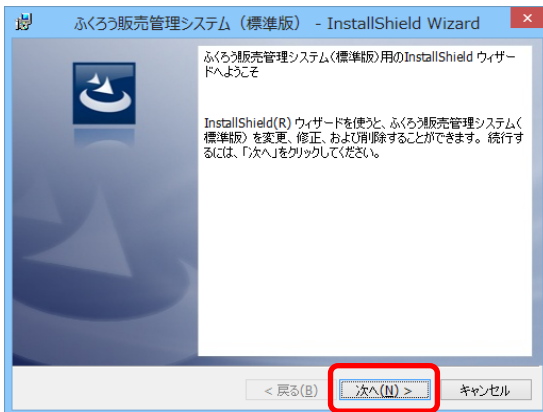 ふくろう販売管理システム（標準版） - InstallShield Wizard
ふくろう販売管理システム(標準版)用のInstallShield ウィザー
ドへようこそ
InstallShield(R) ウィザードを使うと、ふくろう販売管理システム(
標準版) を変更、修正、および削除することができます。続行す
るには、「次へ」をクリックしてください。
< 戻る(B)
次へ(N) >
キャンセル